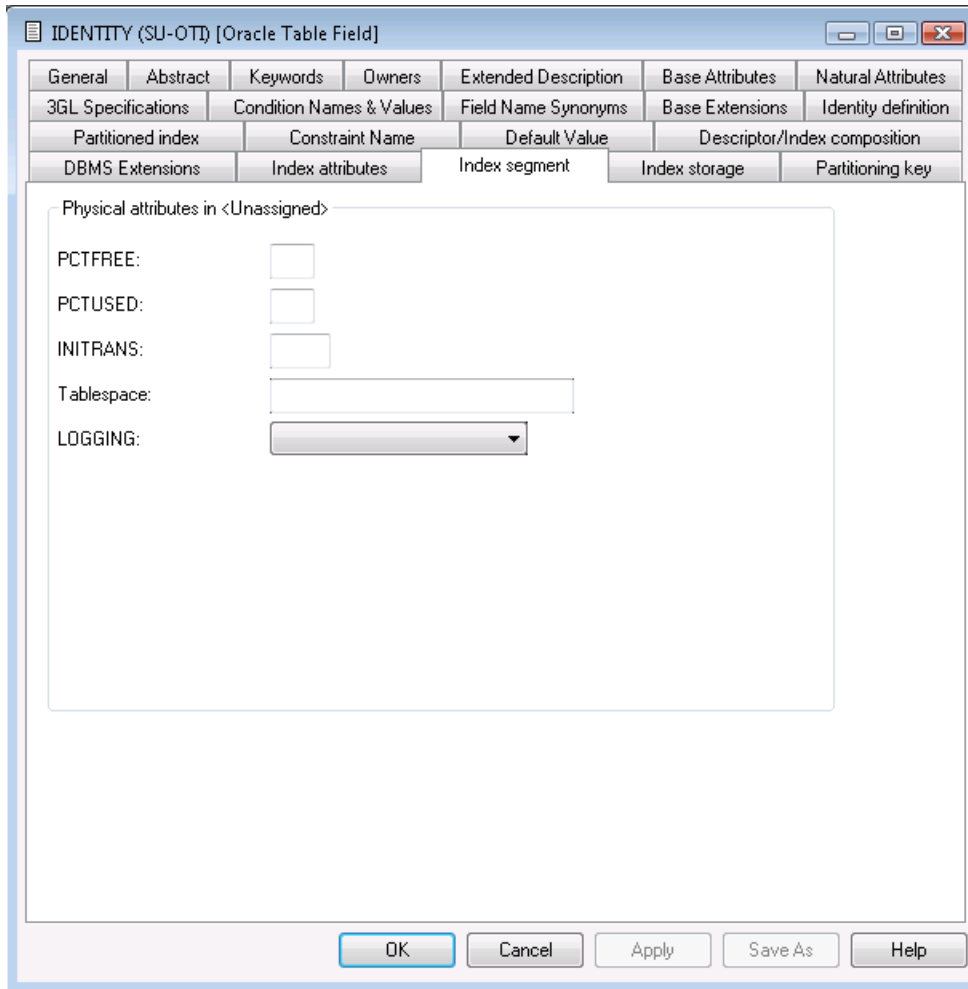 IDENTITY (SU-OTI) [Oracle Table Field]
General Abstract Keywords Owners Extended Description Base Attributes Natural Attributes
3GL Specifications Condition Names & Values Field Name Synonyms Base Extensions Identity definition
Partitioned index Constraint Name Default Value Descriptor/Index composition
DBMS Extensions Index attributes Index segment Index storage Partitioning key
Physical attributes in <Unassigned>
PCTFREE:
PCTUSED:
INITRANS:
Tablespace:
LOGGING:
OK Cancel Apply Save As Help